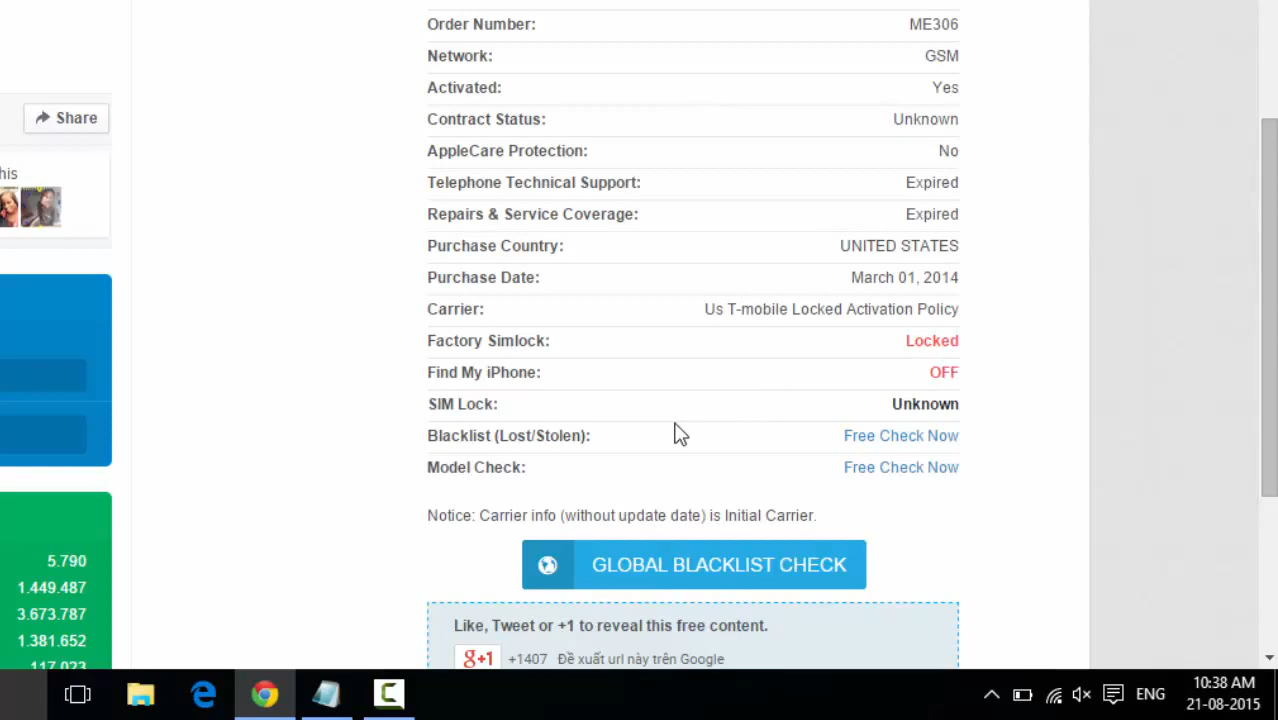 Order Number: ME306
Network: GSM
Activated: Yes
Share
Contract Status: Unknown
AppleCare Protection: No
his
Telephone Technical Support: Expired
Repairs & Service Coverage: Expired
Purchase Country: UNITED STATES
Purchase Date: March 01, 2014
Carrier: Us T-mobile Locked Activation Policy
Factory Simlock: Locked
Find My iPhone: OFF
SIM Lock: Unknown
Blacklist (Lost/Stolen): Free Check Now
Model Check: Free Check Now
Notice: Carrier info (without update date) is Initial Carrier.
GLOBAL BLACKLIST CHECK
5.790
1.449.487
3.673.787
1.381.652
117.023
Like, Tweet or +1 to reveal this free content.
g+1 +1407 Đề xuất url này trên Google
ENG
10:38 AM
21-08-2015